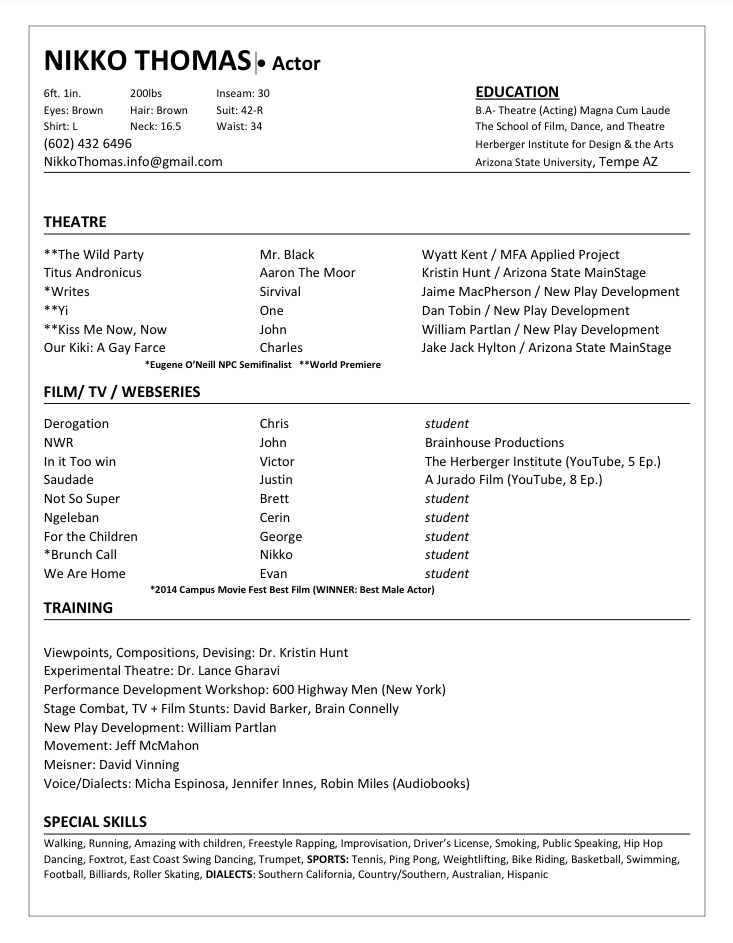 NIKKO THOMAS • Actor
6ft. 1in. 200lbs Inseam: 30
Eyes: Brown Hair: Brown Suit: 42-R
Shirt: L Neck: 16.5 Waist: 34
(602) 432 6496
NikkoThomas.info@gmail.com
EDUCATION
B.A- Theatre (Acting) Magna Cum Laude
The School of Film, Dance, and Theatre
Herberger Institute for Design & the Arts
Arizona State University, Tempe AZ
THEATRE
**The Wild Party Mr. Black Wyatt Kent / MFA Applied Project
Titus Andronicus Aaron The Moor Kristin Hunt / Arizona State MainStage
*Writes Sirvival Jaime MacPherson / New Play Development
**Yi One Dan Tobin / New Play Development
**Kiss Me Now, Now John William Partlan / New Play Development
Our Kiki: A Gay Farce Charles Jake Jack Hylton / Arizona State MainStage
*Eugene O’Neill NPC Semifinalist **World Premiere
FILM/ TV / WEBSERIES
Derogation Chris student
NWR John Brainhouse Productions
In it Too win Victor The Herberger Institute (YouTube, 5 Ep.)
Saudade Justin A Jurado Film (YouTube, 8 Ep.)
Not So Super Brett student
Ngeleban Cerin student
For the Children George student
*Brunch Call Nikko student
We Are Home Evan student
*2014 Campus Movie Fest Best Film (WINNER: Best Male Actor)
TRAINING
Viewpoints, Compositions, Devising: Dr. Kristin Hunt
Experimental Theatre: Dr. Lance Gharavi
Performance Development Workshop: 600 Highway Men (New York)
Stage Combat, TV + Film Stunts: David Barker, Brain Connelly
New Play Development: William Partlan
Movement: Jeff McMahon
Meisner: David Vinning
Voice/Dialects: Micha Espinosa, Jennifer Innes, Robin Miles (Audiobooks)
SPECIAL SKILLS
Walking, Running, Amazing with children, Freestyle Rapping, Improvisation, Driver’s License, Smoking, Public Speaking, Hip Hop
Dancing, Foxtrot, East Coast Swing Dancing, Trumpet, SPORTS: Tennis, Ping Pong, Weightlifting, Bike Riding, Basketball, Swimming,
Football, Billiards, Roller Skating, DIALECTS: Southern California, Country/Southern, Australian, Hispanic